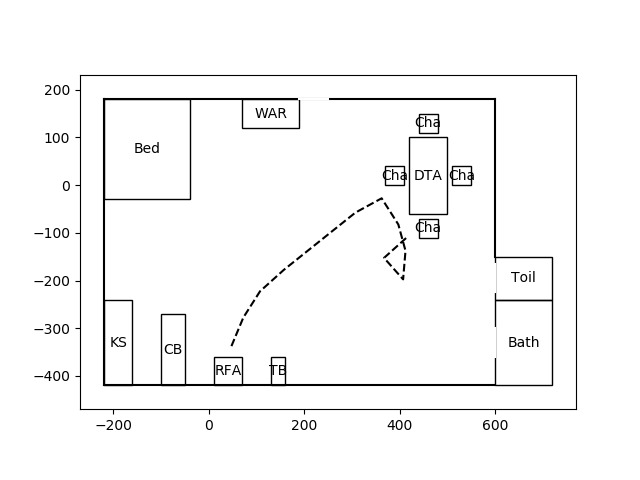 200
100
0
−100
−200
−300
−400
−200
0
200
400
600
Bed
WAR
Cha
Cha
DTA
Cha
Cha
Toil
KS
CB
RFA
TB
Bath